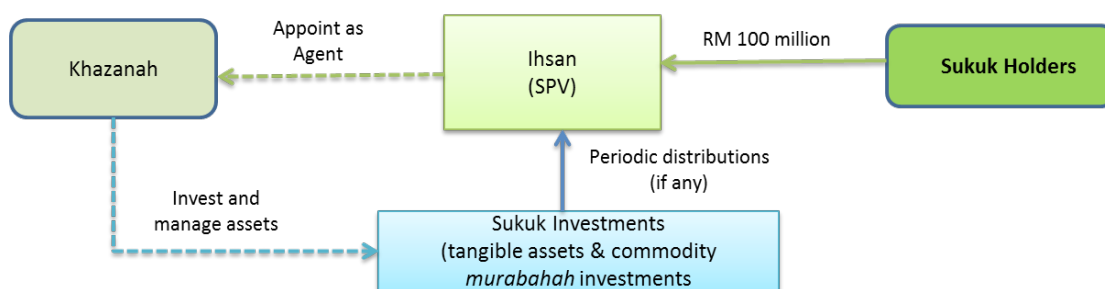 Khazanah
Appoint as
Agent
Ihsan
(SPV)
RM 100 million
Sukuk Holders
Periodic distributions
(if any)
Invest and
manage assets
Sukuk Investments
(tangible assets & commodity
murabahah investments